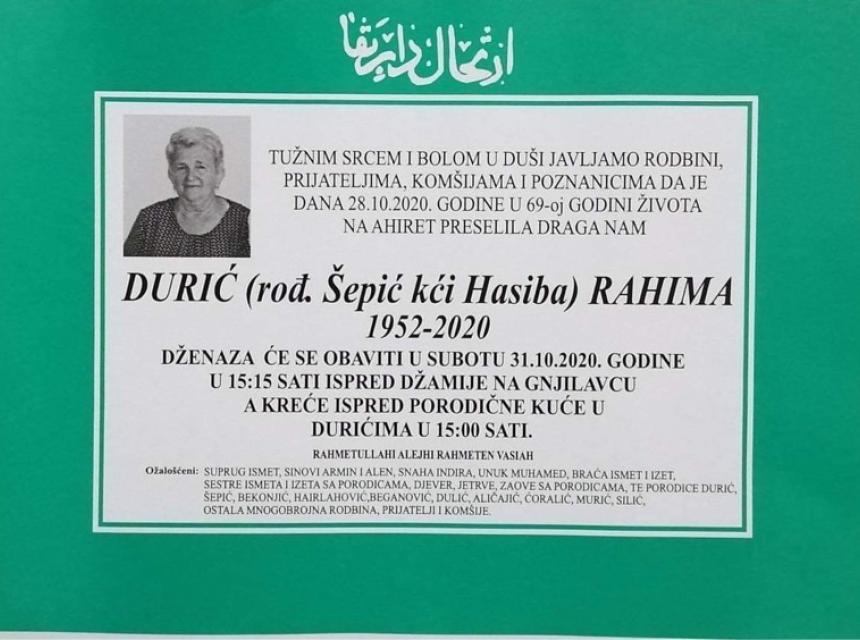 ارتحال دار بقا
TUŽNIM SRCEM I BOLOM U DUŠI JAVLJAMO RODBINI,
PRIJATELJIMA, KOMŠIJAMA I POZNANICIMA DA JE
DANA 28.10.2020. GODINE U 69-oj GODINI ŽIVOTA
NA AHIRET PRESELILA DRAGA NAM
DURIĆ (rođ. Šepić kći Hasiba) RAHIMA
1952-2020
DŽENAZA ĆE SE OBAVITI U SUBOTU 31.10.2020. GODINE
U 15:15 SATI ISPRED DŽAMIJE NA GNJILAVCU
A KREĆE ISPRED PORODIČNE KUĆE U
DURIĆIMA U 15:00 SATI.
RAHMETULLAHI ALEJHI RAHMETEN VASIAH
Ožalošćeni: SUPRUG ISMET, SINOVI ARMIN I ALEN, SNAHA INDIRA, UNUK MUHAMED, BRAĆA ISMET I IZET,
SESTRE ISMETA I IZETA SA PORODICAMA, DJEVER, JETRVE, ZAOVE SA PORODICAMA, TE PORODICE DURIĆ,
ŠEPIĆ, BEKONJIĆ, HAIRLAHOVIĆ,BEGANOVIĆ, DULIĆ, ALIČAJIĆ, ĆORALIĆ, MURIĆ, SILIĆ,
OSTALA MNOGOBROJNA RODBINA, PRIJATELJI I KOMŠIJE.